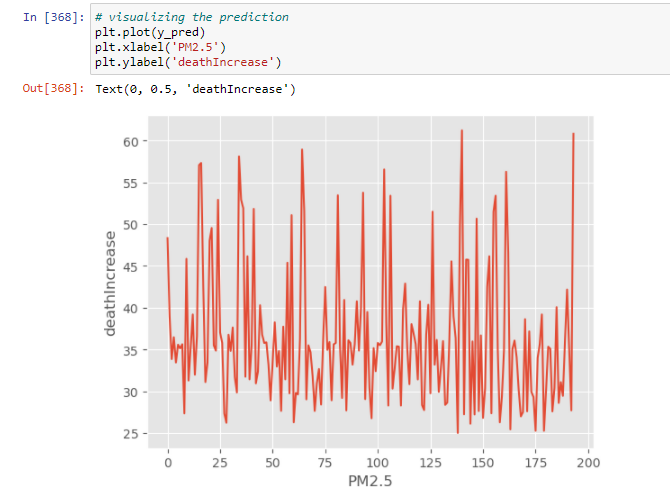 In [368]: # visualizing the prediction
plt.plot(y_pred)
plt.xlabel('PM2.5')
plt.ylabel('deathIncrease')
Out[368]: Text(0, 0.5, 'deathIncrease')
60
55
50
45
40
35
30
25
deathIncrease
0 25 50 75 100 125 150 175 200
PM2.5